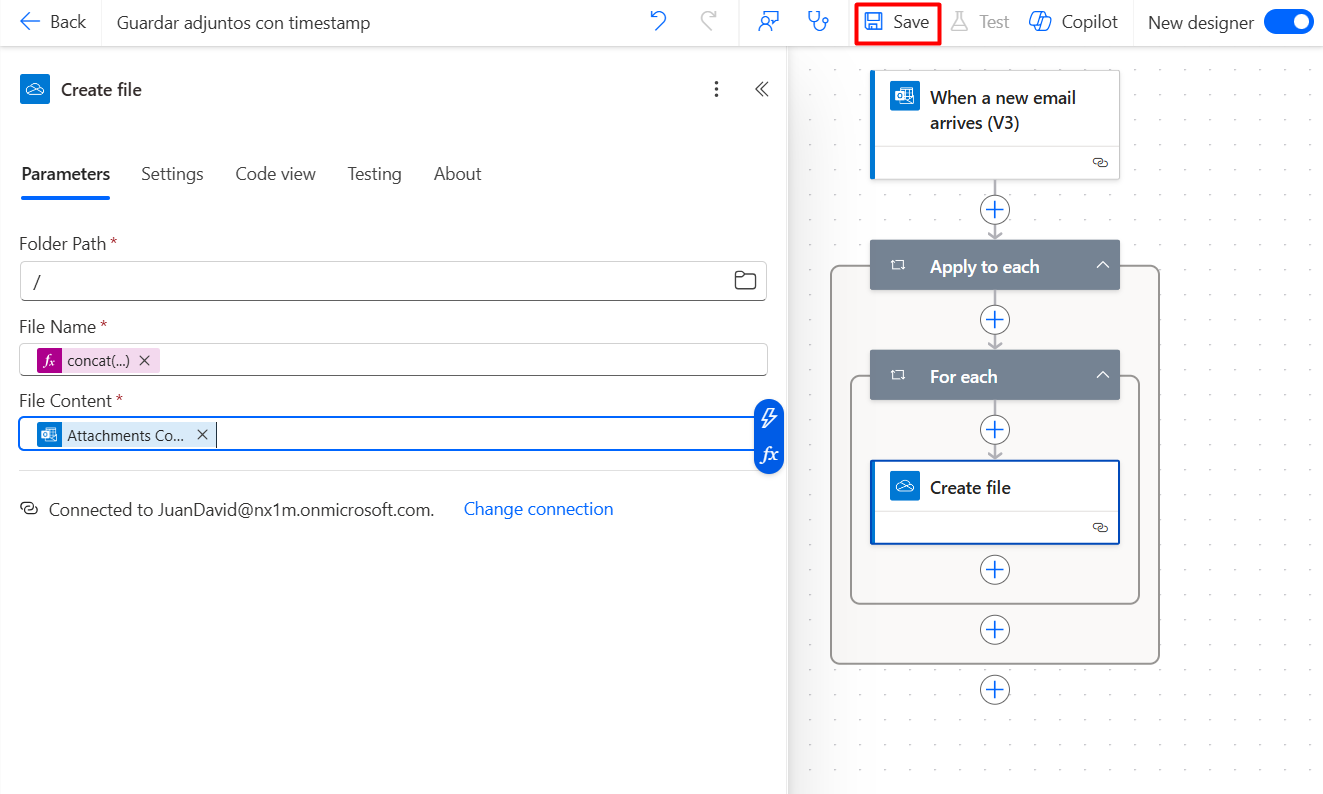 Back
Guardar adjuntos con timestamp
Save
Test
Copilot
New designer
Create file
Parameters
Settings
Code view
Testing
About
Folder Path *
/
File Name *
fx concat(...)
File Content *
Attachments Co...
fx
Connected to JuanDavid@nx1m.onmicrosoft.com.
Change connection
When a new email
arrives (V3)
Apply to each
For each
Create file